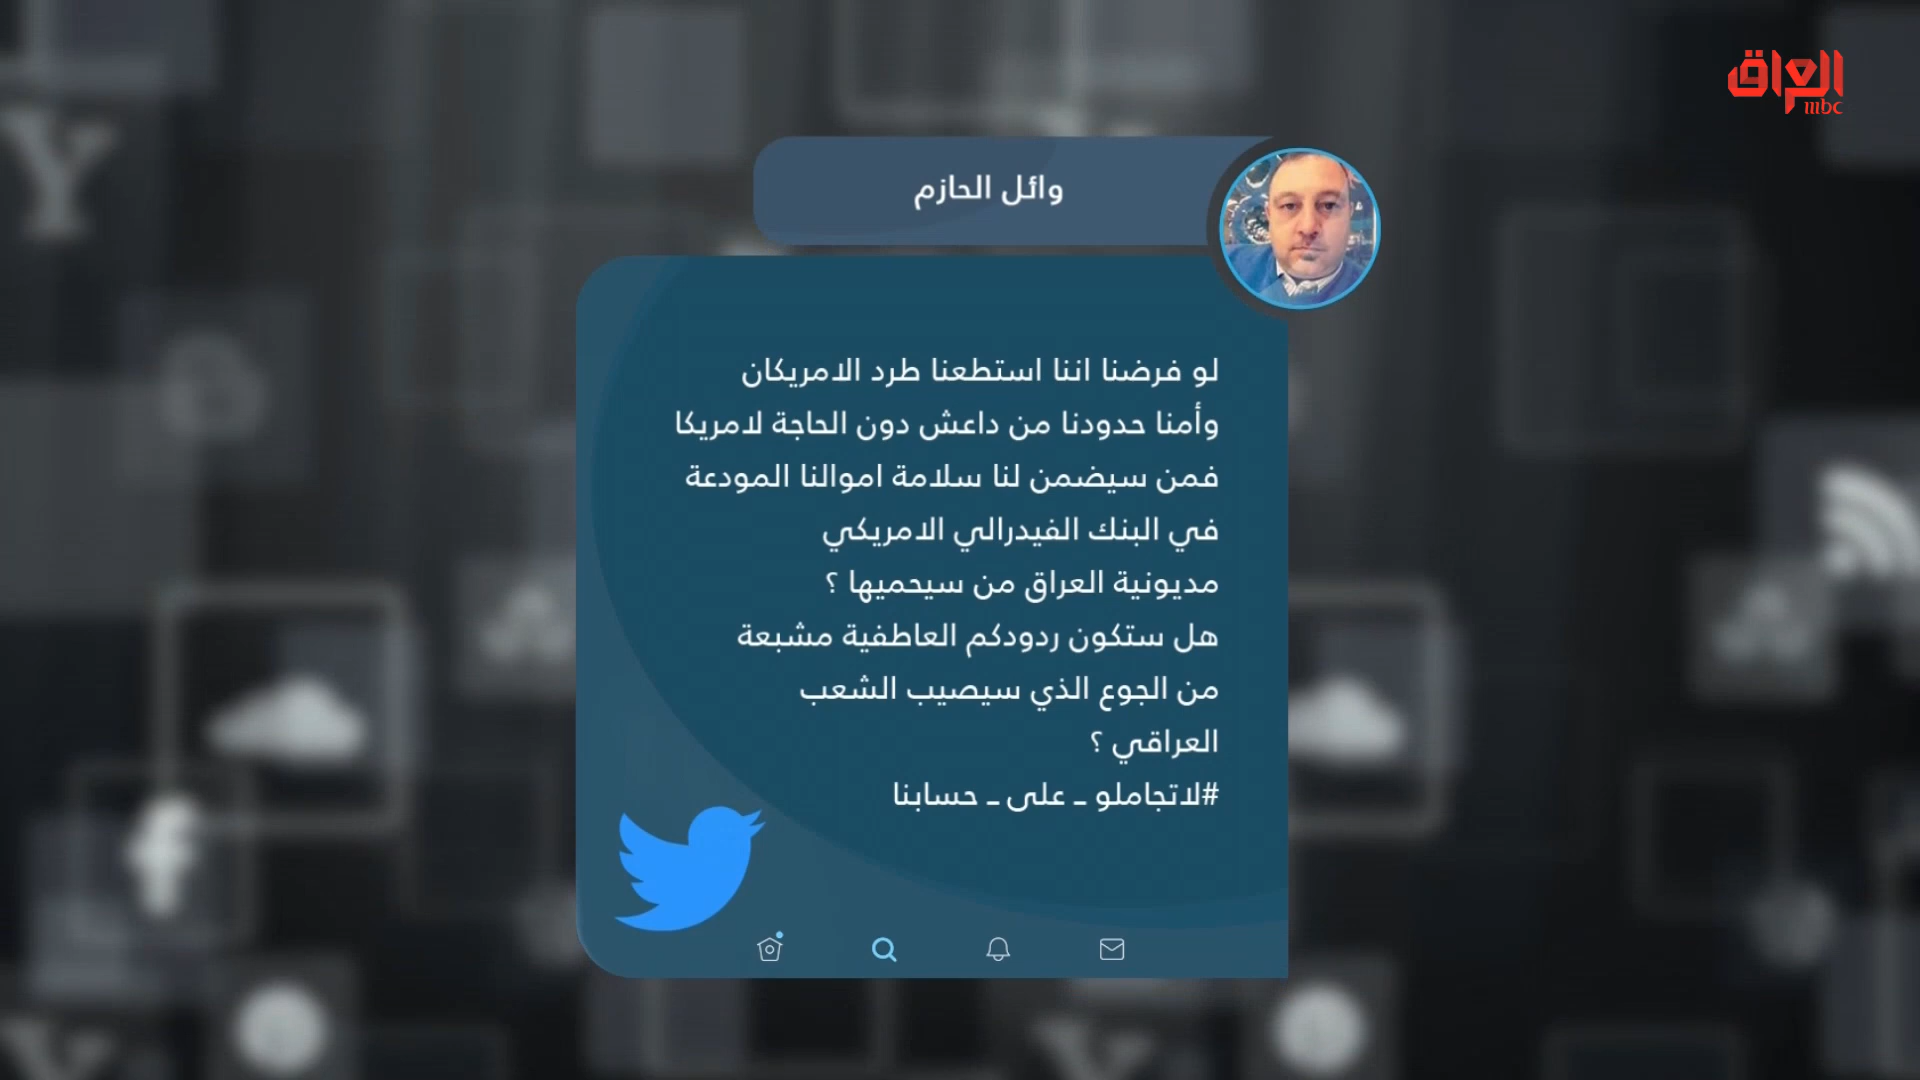 العراق
mbc
وائل الحازم
لو فرضنا اننا استطعنا طرد الامريكان
وأمنا حدودنا من داعش دون الحاجة لامريكا
فمن سيضمن لنا سلامة اموالنا المودعة
في البنك الفيدرالي الامريكي
مديونية العراق من سيحميها ؟
هل ستكون ردودكم العاطفية مشبعة
من الجوع الذي سيصيب الشعب
العراقي ؟
#لاتجاملو _ على _ حسابنا